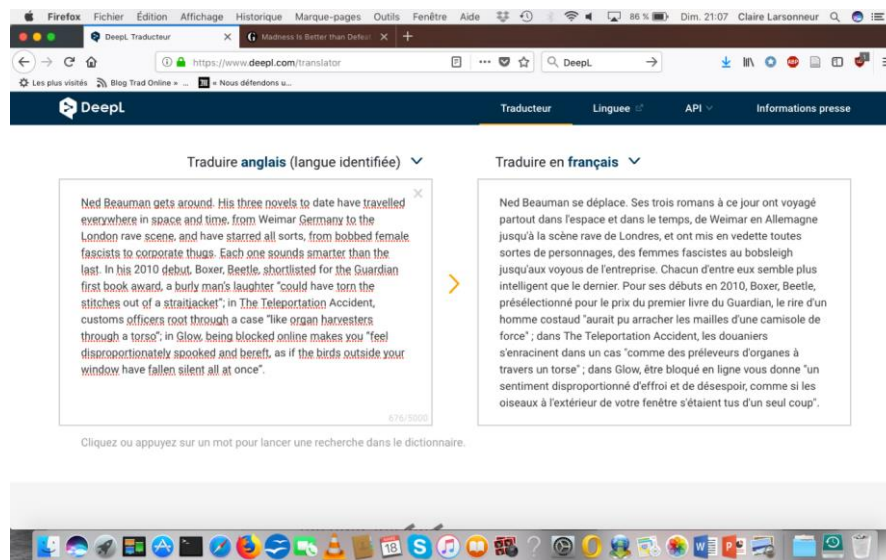 Firefox Fichier Édition Affichage Historique Marque-pages Outils Fenêtre Aide 86 % Dim. 21:07 Claire Larsonneur
DeepL Traducteur X Madness Is Better than Defeat X +
https://www.deepl.com/translator DeepL
Les plus visités Blog Trad Online » ... « Nous défendons u...
DeepL Traducteur Linguee API Informations presse
Traduire anglais (langue identifiée)
Ned Beauman gets around. His three novels to date have travelled
everywhere in space and time, from Weimar Germany to the
London rave scene, and have starred all sorts, from bobbed female
fascists to corporate thugs. Each one sounds smarter than the
last. In his 2010 debut, Boxer, Beetle, shortlisted for the Guardian
first book award, a burly man's laughter "could have torn the
stitches out of a straitjacket"; in The Teleportation Accident,
customs officers root through a case "like organ harvesters
through a torso"; in Glow, being blocked online makes you "feel
disproportionately spooked and bereft, as if the birds outside your
window have fallen silent all at once".
676/5000
Traduire en français
Ned Beauman se déplace. Ses trois romans à ce jour ont voyagé
partout dans l'espace et dans le temps, de Weimar en Allemagne
jusqu'à la scène rave de Londres, et ont mis en vedette toutes
sortes de personnages, des femmes fascistes au bobsleigh
jusqu'aux voyous de l'entreprise. Chacun d'entre eux semble plus
intelligent que le dernier. Pour ses débuts en 2010, Boxer, Beetle,
présélectionné pour le prix du premier livre du Guardian, le rire d'un
homme costaud "aurait pu arracher les mailles d'une camisole de
force" ; dans The Teleportation Accident, les douaniers
s'enracinent dans un cas "comme des préleveurs d'organes à
travers un torse" ; dans Glow, être bloqué en ligne vous donne "un
sentiment disproportionné d'effroi et de désespoir, comme si les
oiseaux à l'extérieur de votre fenêtre s'étaient tus d'un seul coup".
Cliquez ou appuyez sur un mot pour lancer une recherche dans le dictionnaire.
18